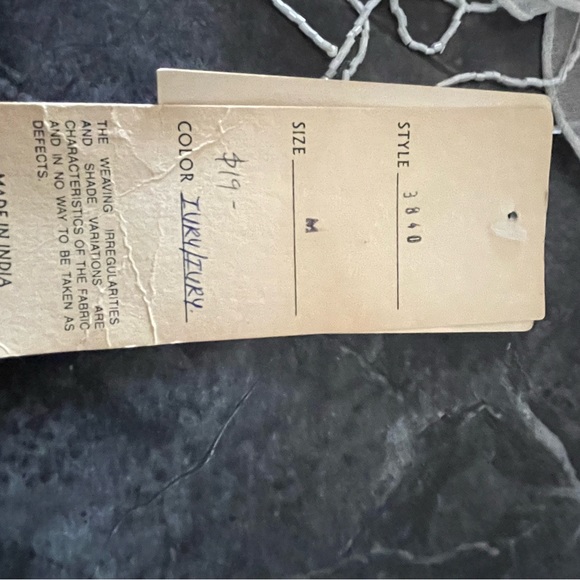 STYLE 3840
SIZE M
$19-
COLOR IVRY/IVRY.
THE WEAVING IRREGULARITIES
AND SHADE VARIATIONS ARE
CHARACTERISTICS OF THE FABRIC
AND IN NO WAY TO BE TAKEN AS
DEFECTS.
MADE IN INDIA